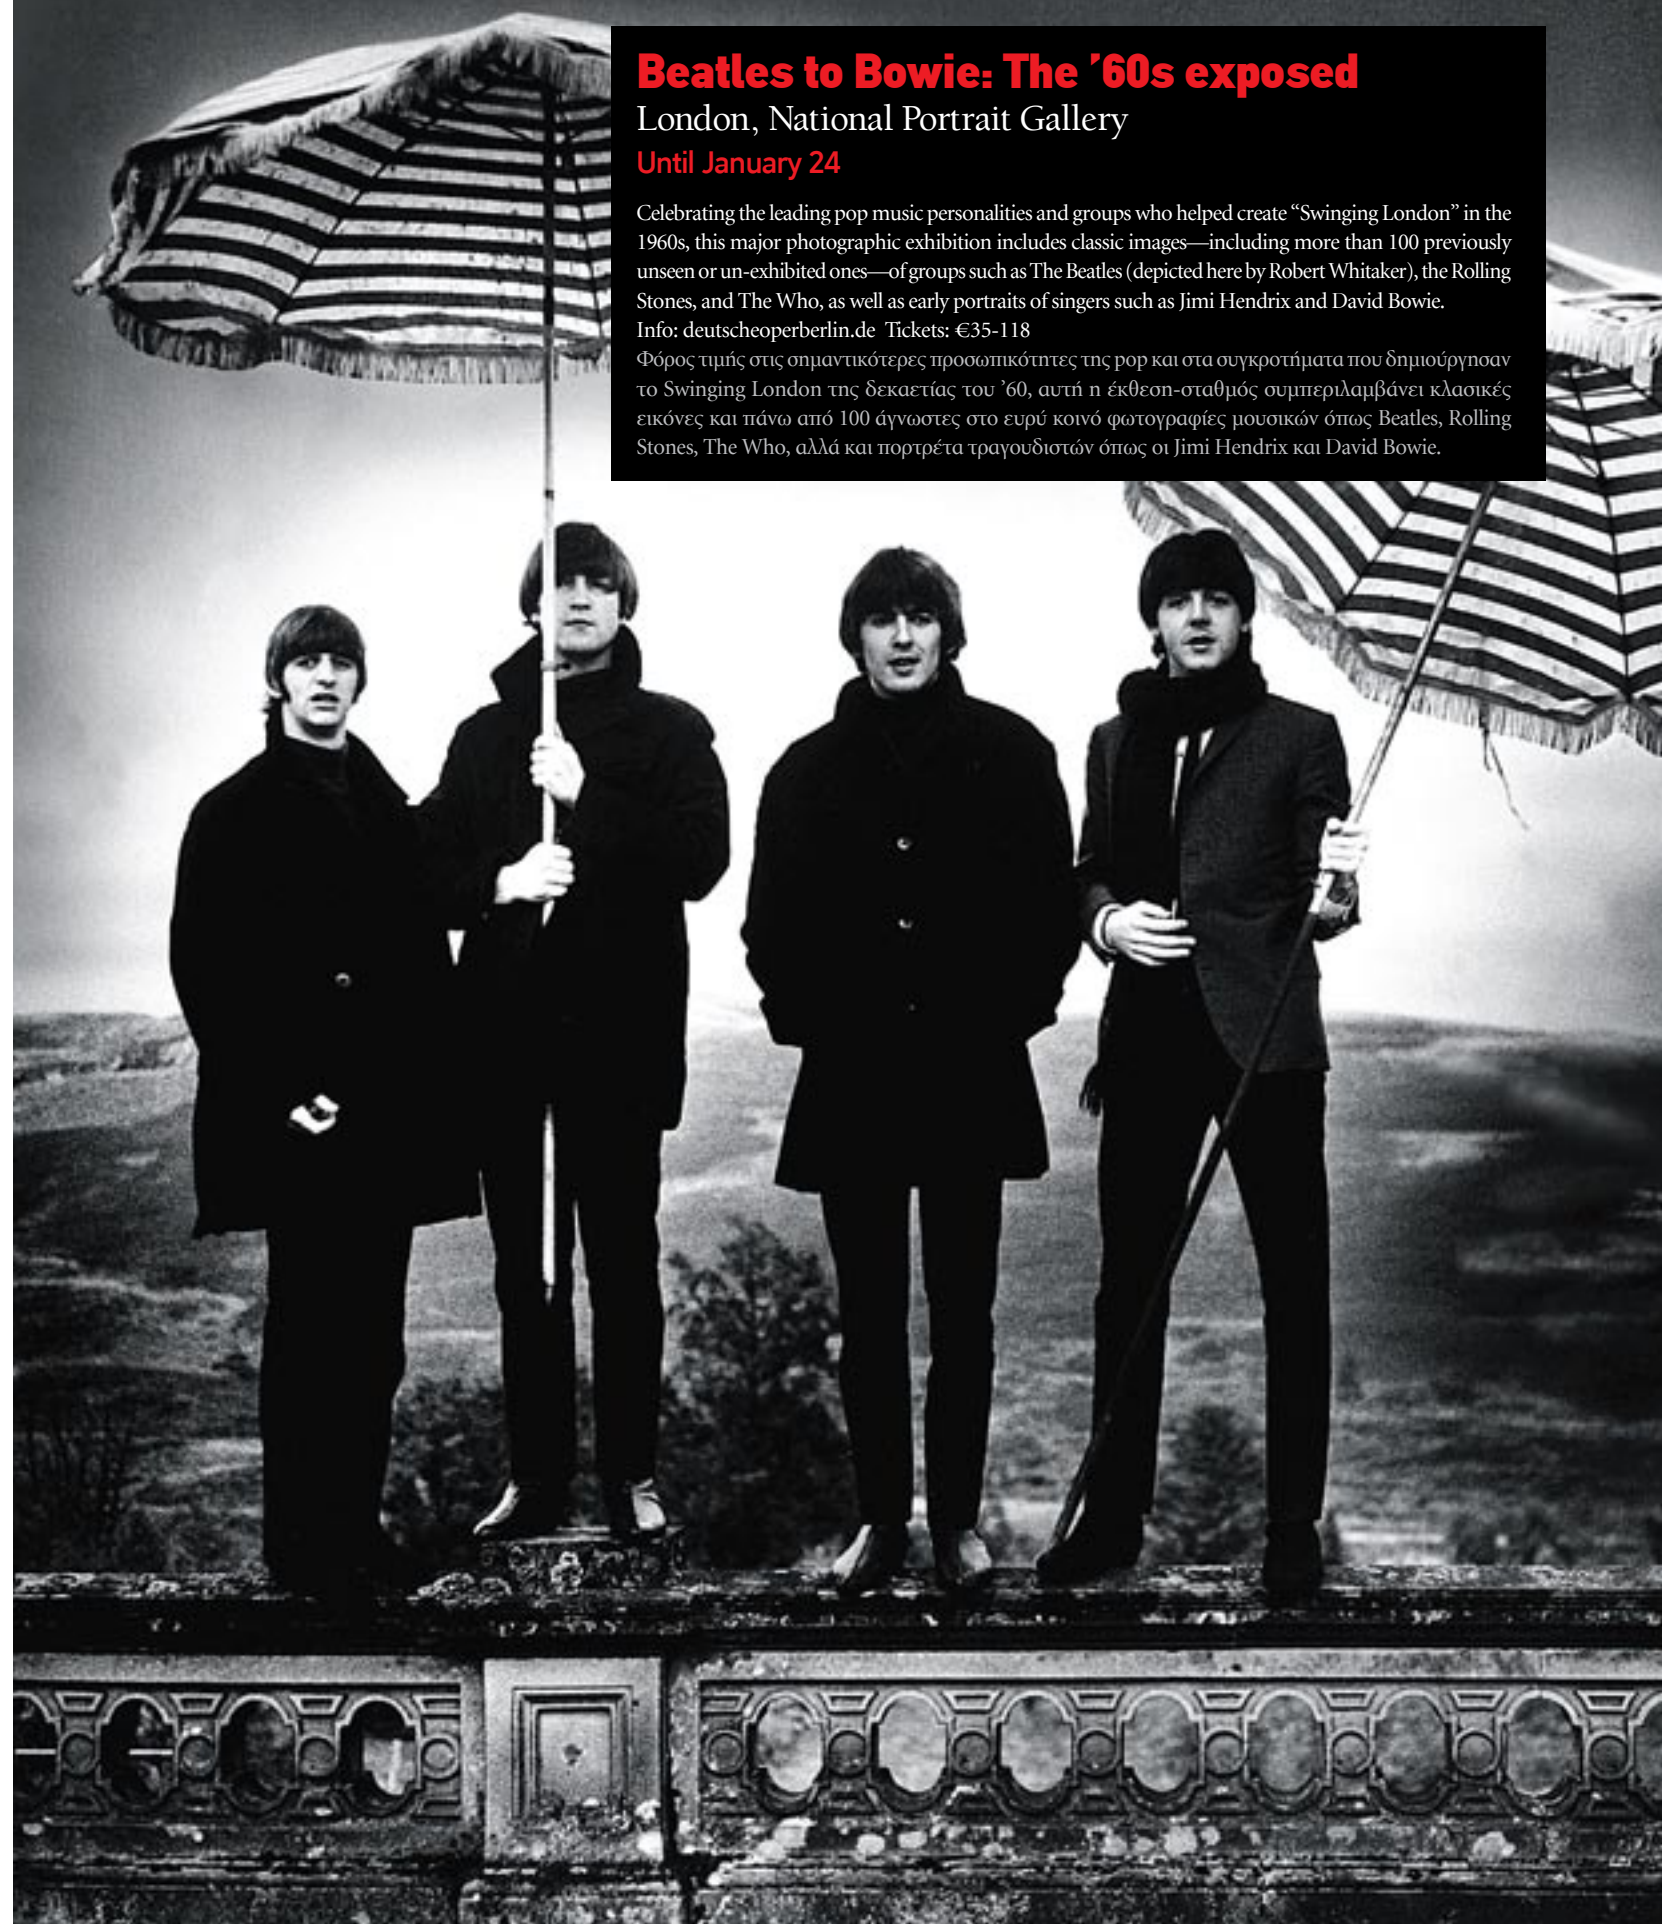 Beatles to Bowie: The ’60s exposed
London, National Portrait Gallery
Until January 24
Celebrating the leading pop music personalities and groups who helped create “Swinging London” in the
1960s, this major photographic exhibition includes classic images—including more than 100 previously
unseen or un-exhibited ones—of groups such as The Beatles (depicted here by Robert Whitaker), the Rolling
Stones, and The Who, as well as early portraits of singers such as Jimi Hendrix and David Bowie.
Info: deutscheoperberlin.de Tickets: €35-118
Φόρος τιμής στις σημαντικότερες προσωπικότητες της pop και στα συγκροτήματα που δημιούργησαν
το Swinging London της δεκαετίας του ’60, αυτή η έκθεση-σταθμός συμπεριλαμβάνει κλασικές
εικόνες και πάνω από 100 άγνωστες στο ευρύ κοινό φωτογραφίες μουσικών όπως Beatles, Rolling
Stones, The Who, αλλά και πορτρέτα τραγουδιστών όπως οι Jimi Hendrix και David Bowie.